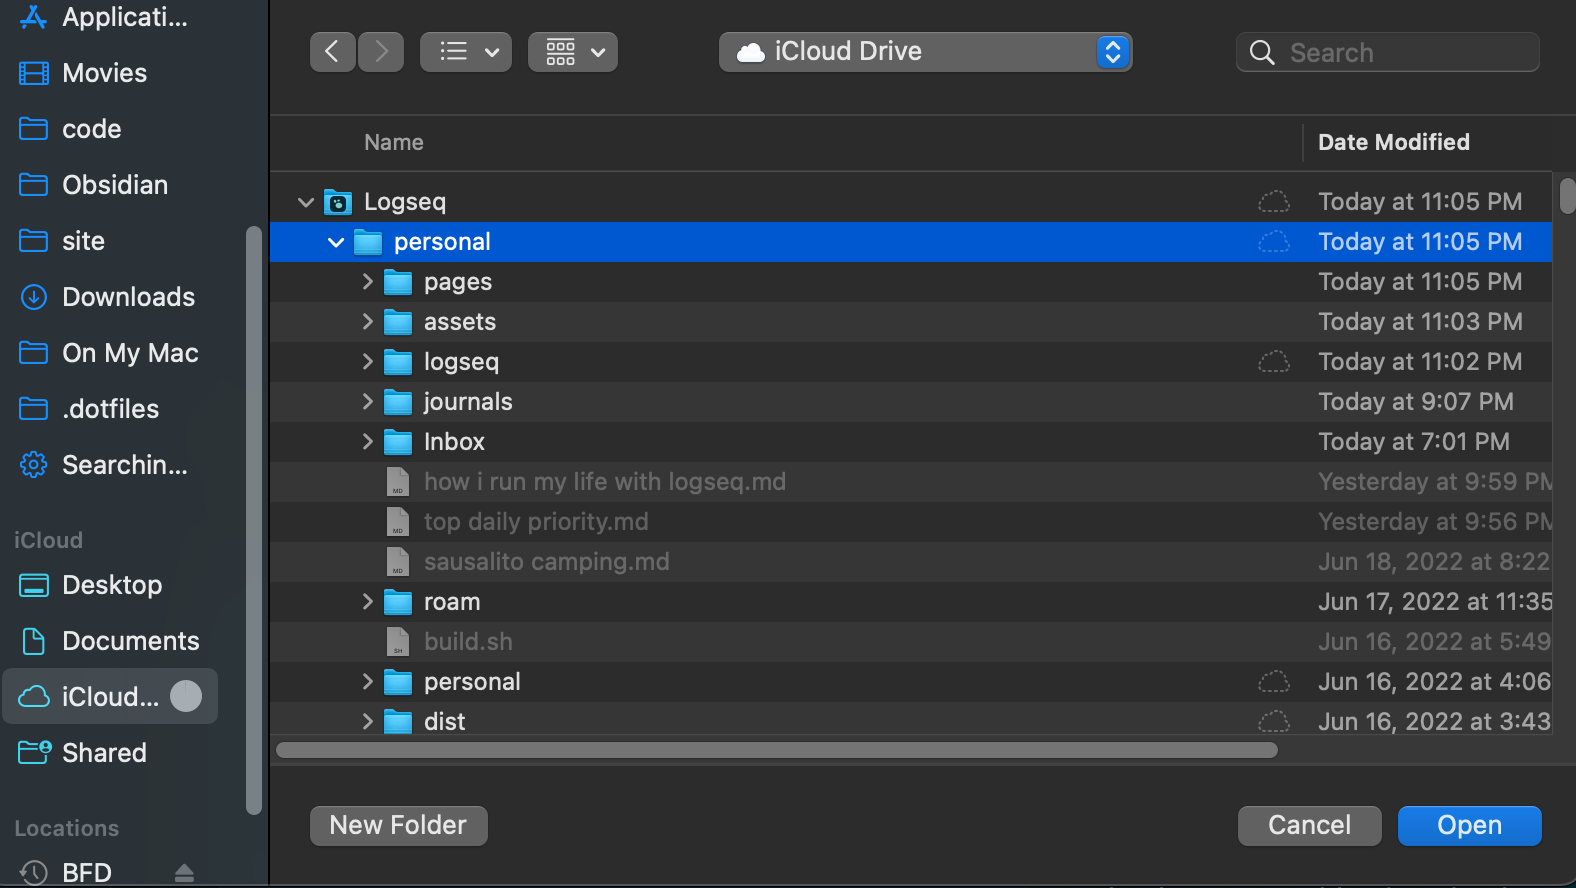 Applicati...
Movies
code
Obsidian
site
Downloads
On My Mac
.dotfiles
Searchin...
iCloud
Desktop
Documents
iCloud...
Shared
Locations
BFD
iCloud Drive
Search
Name Date Modified
Logseq Today at 11:05 PM
personal Today at 11:05 PM
pages Today at 11:05 PM
assets Today at 11:03 PM
logseq Today at 11:02 PM
journals Today at 9:07 PM
Inbox Today at 7:01 PM
MD how i run my life with logseq.md Yesterday at 9:59 PM
MD top daily priority.md Yesterday at 9:56 PM
MD sausalito camping.md Jun 18, 2022 at 8:22
roam Jun 17, 2022 at 11:35
SH build.sh Jun 16, 2022 at 5:49
personal Jun 16, 2022 at 4:06
dist Jun 16, 2022 at 3:43
New Folder Cancel Open